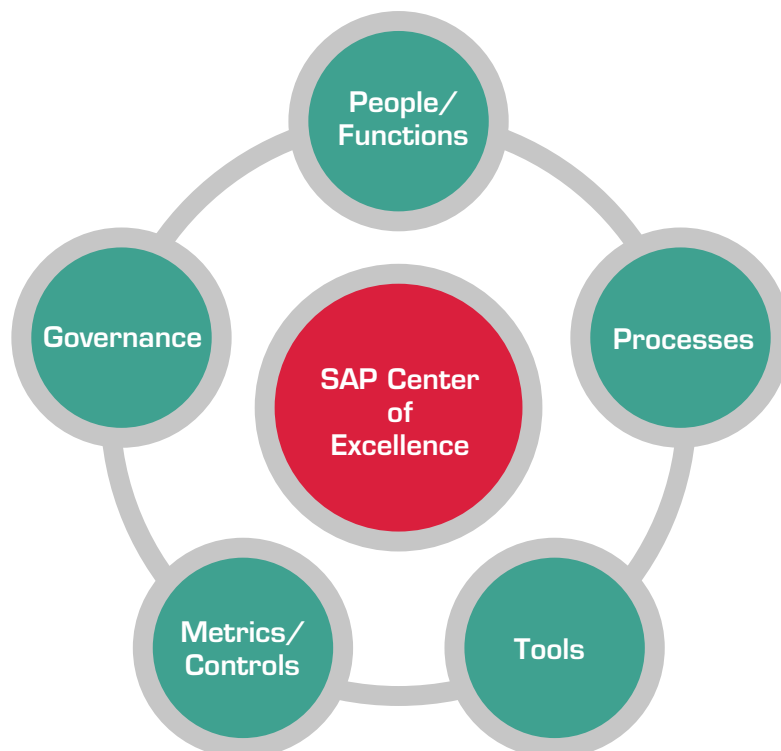 People/
Functions
Governance
Processes
SAP Center
of
Excellence
Metrics/
Controls
Tools